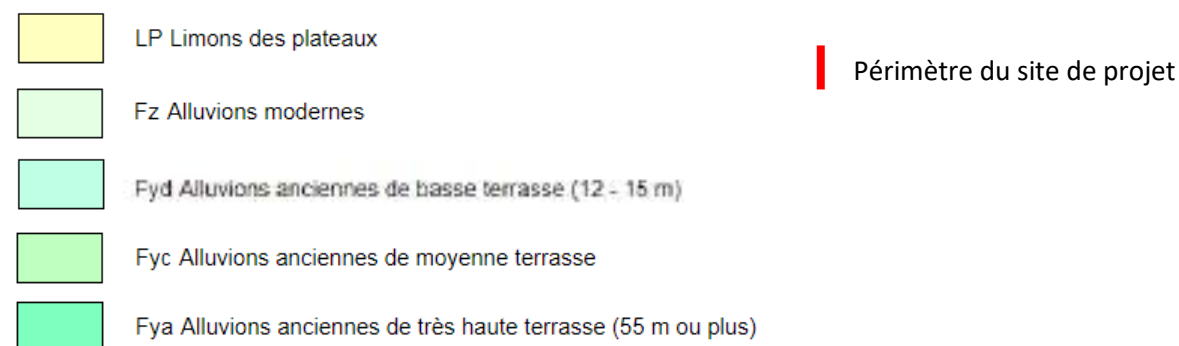 LP Limons des plateaux
Périmètre du site de projet
Fz Alluvions modernes
Fyd Alluvions anciennes de basse terrasse (12 - 15 m)
Fyc Alluvions anciennes de moyenne terrasse
Fya Alluvions anciennes de très haute terrasse (55 m ou plus)